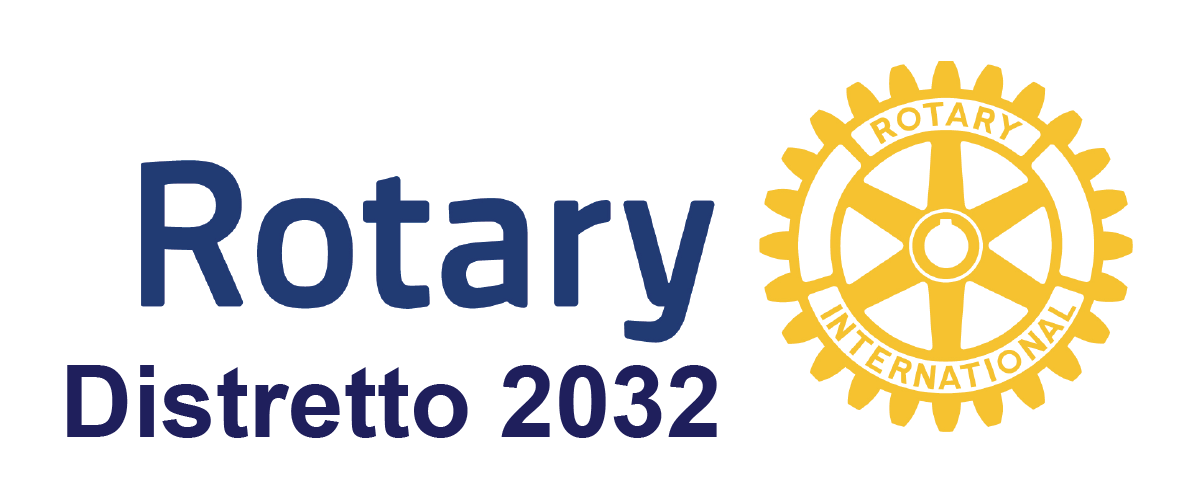 Rotary
Distretto 2032
ROTARY
INTERNATIONAL